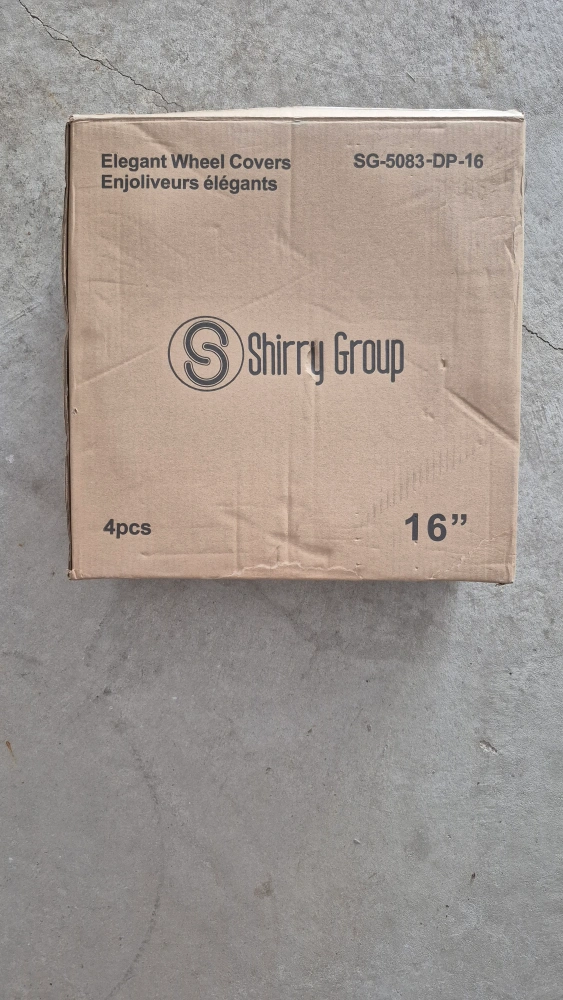 Elegant Wheel Covers SG-5083-DP-16
Enjoliveurs élégants
S Shirry Group
4pcs 16”